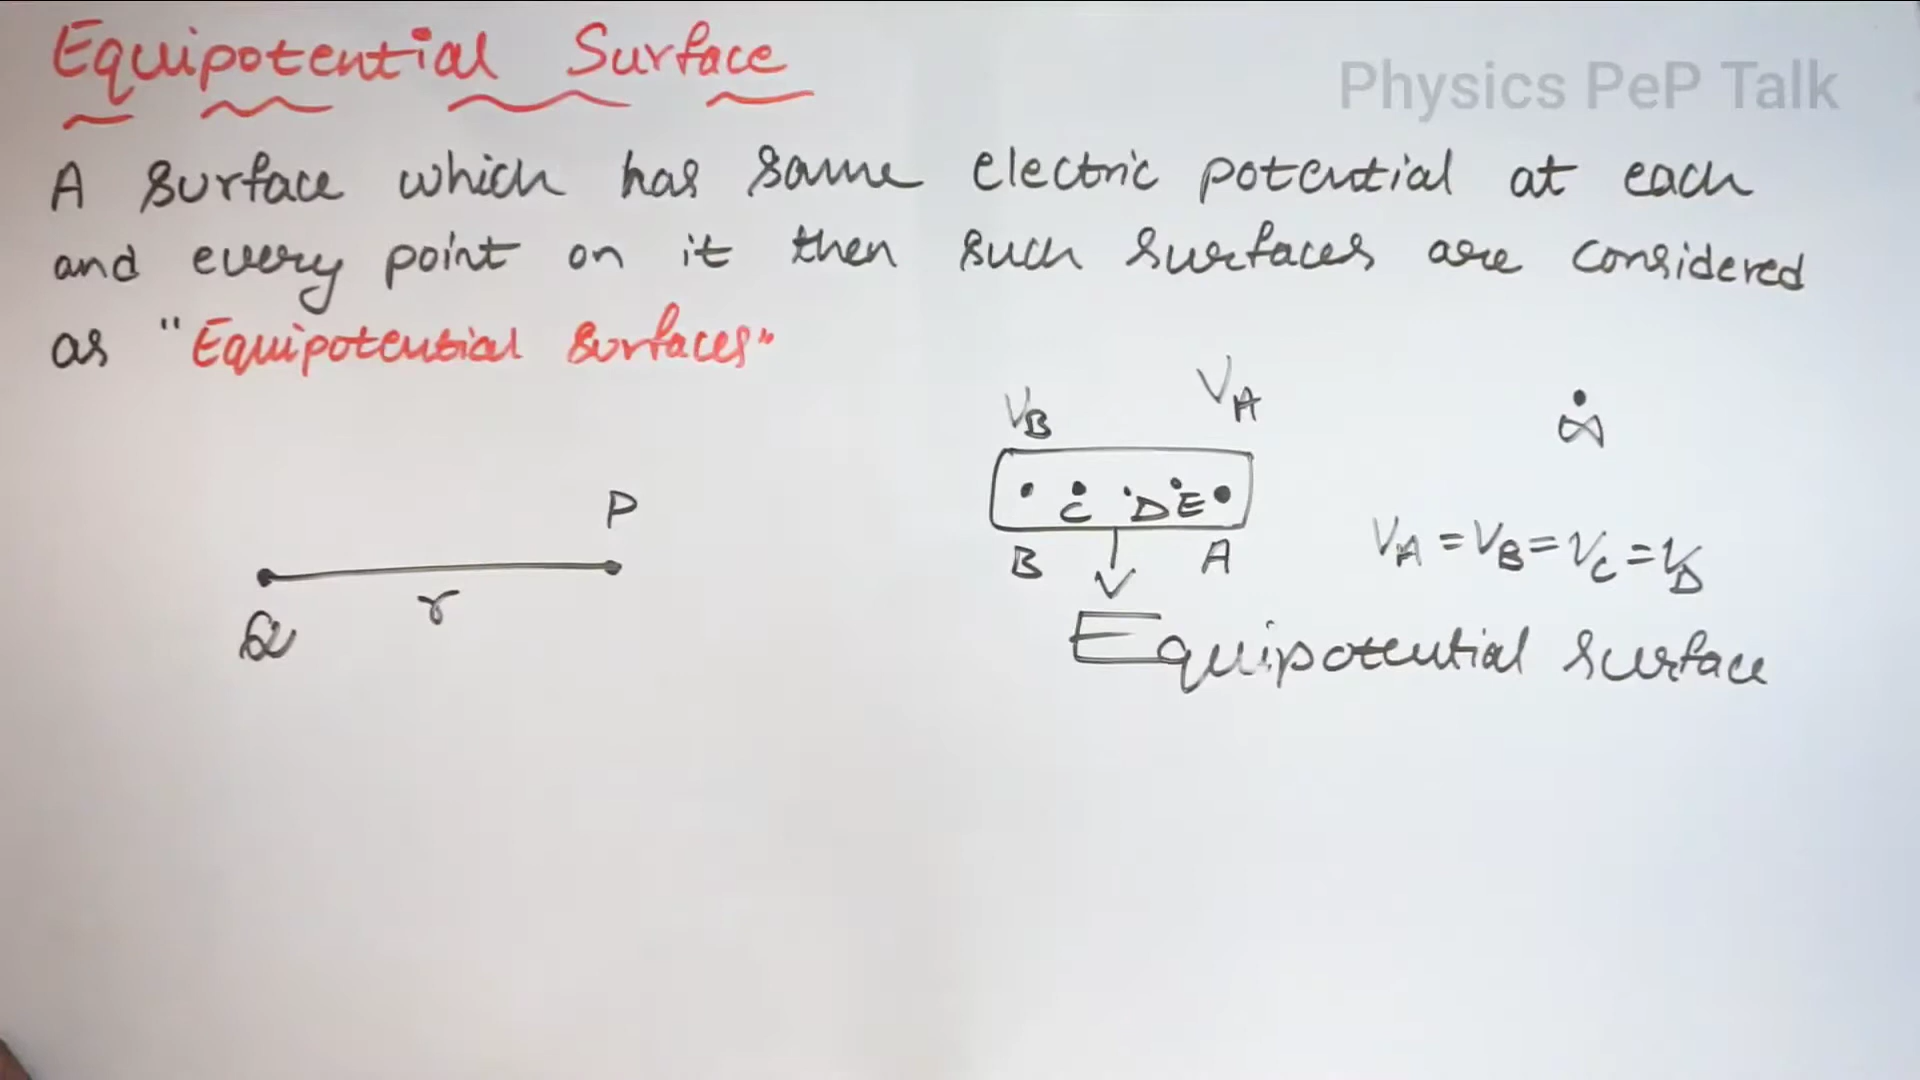 Equipotential Surface
Physics PeP Talk
A surface which has same electric potential at each
and every point on it then such surfaces are considered
as "Equipotential surfaces"
VB
VA
∞
C D E
B
A
VA = VB = VC = VD
Equipotential surface
P
r
Q